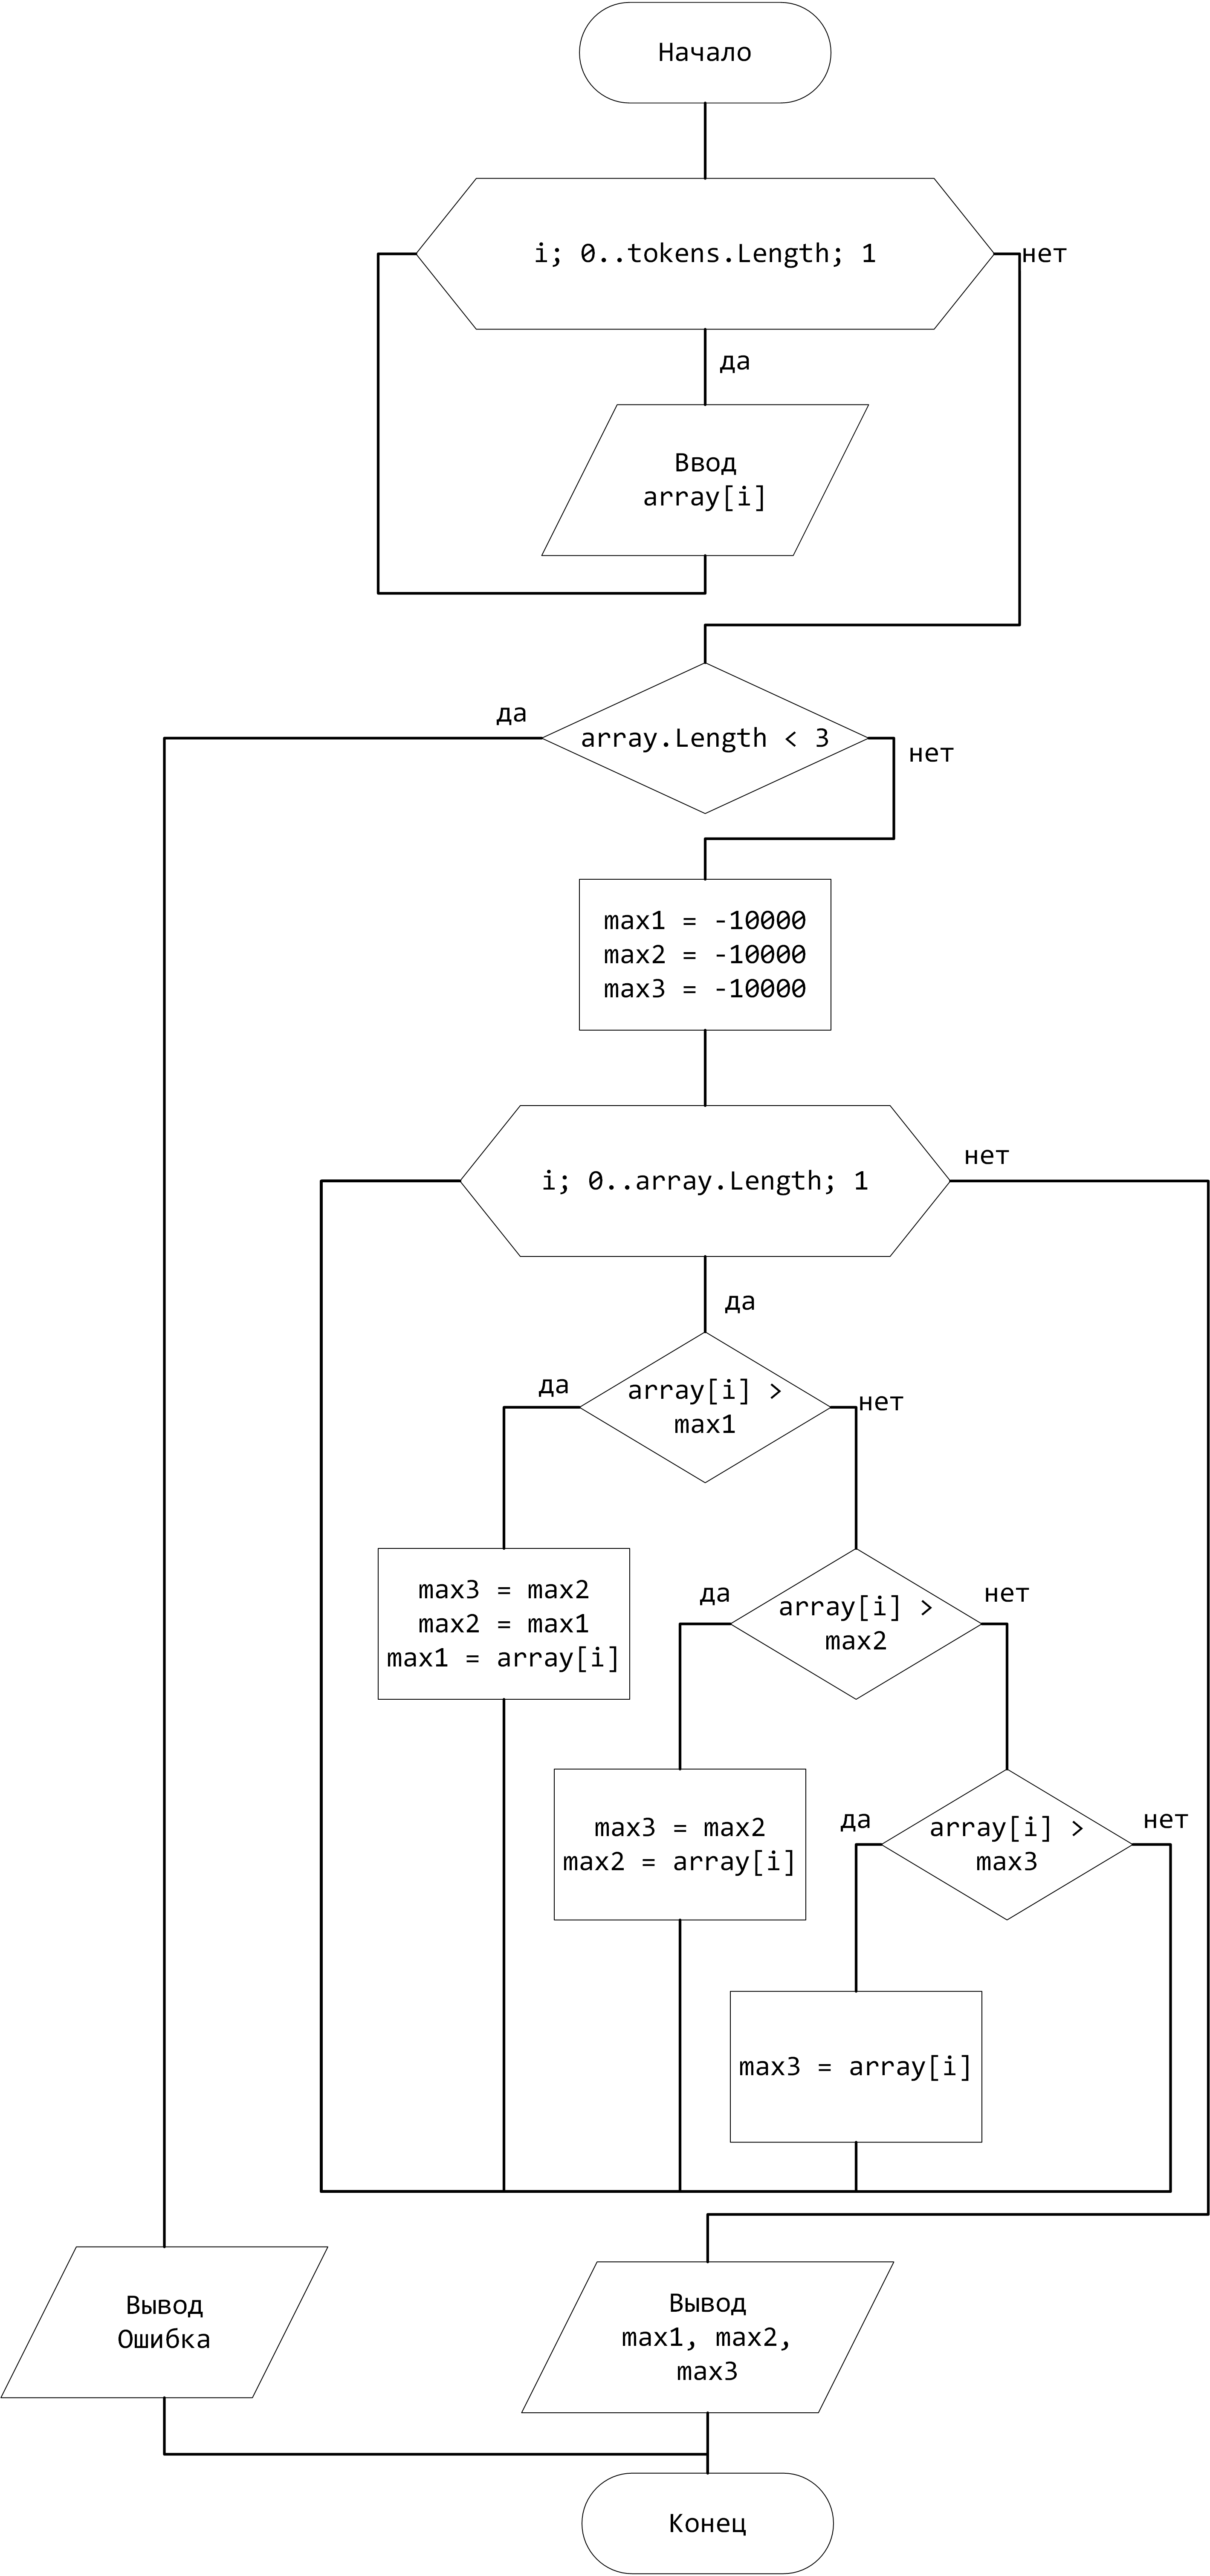 Начало
i; 0..tokens.Length; 1
нет
да
Ввод
array[i]
да
array.Length < 3
нет
max1 = -10000
max2 = -10000
max3 = -10000
нет
i; 0..array.Length; 1
да
да
array[i] >
max1
нет
max3 = max2
max2 = max1
max1 = array[i]
да
array[i] >
max2
нет
max3 = max2
max2 = array[i]
да
array[i] >
max3
нет
max3 = array[i]
Вывод
Ошибка
Вывод
max1, max2,
max3
Конец